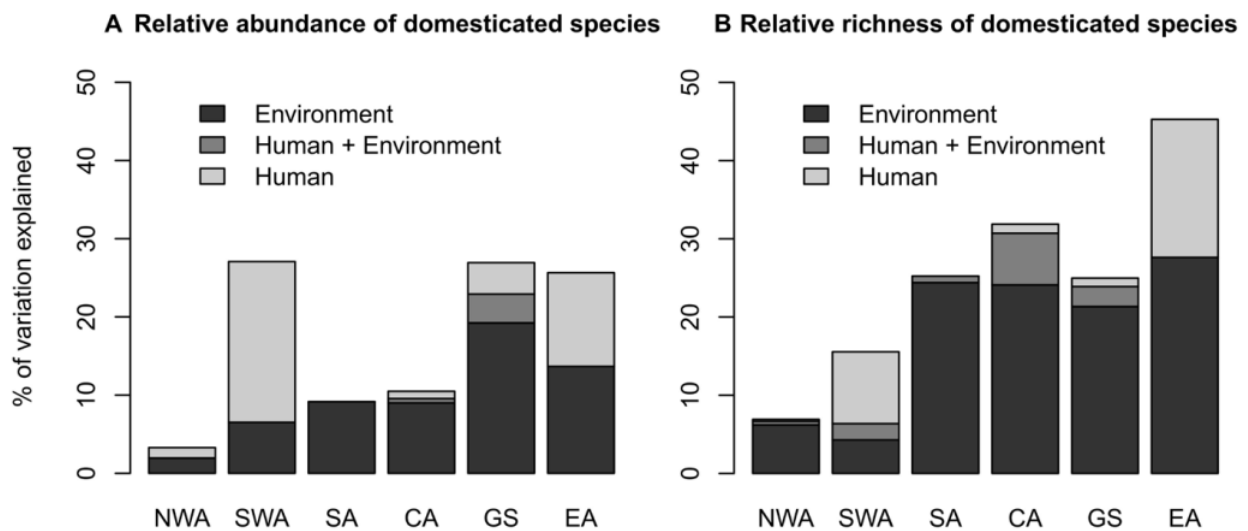 A Relative abundance of domesticated species
% of variation explained
50
40
30
20
10
0
Environment
Human + Environment
Human
NWA SWA SA CA GS EA
B Relative richness of domesticated species
50
40
30
20
10
0
Environment
Human + Environment
Human
NWA SWA SA CA GS EA